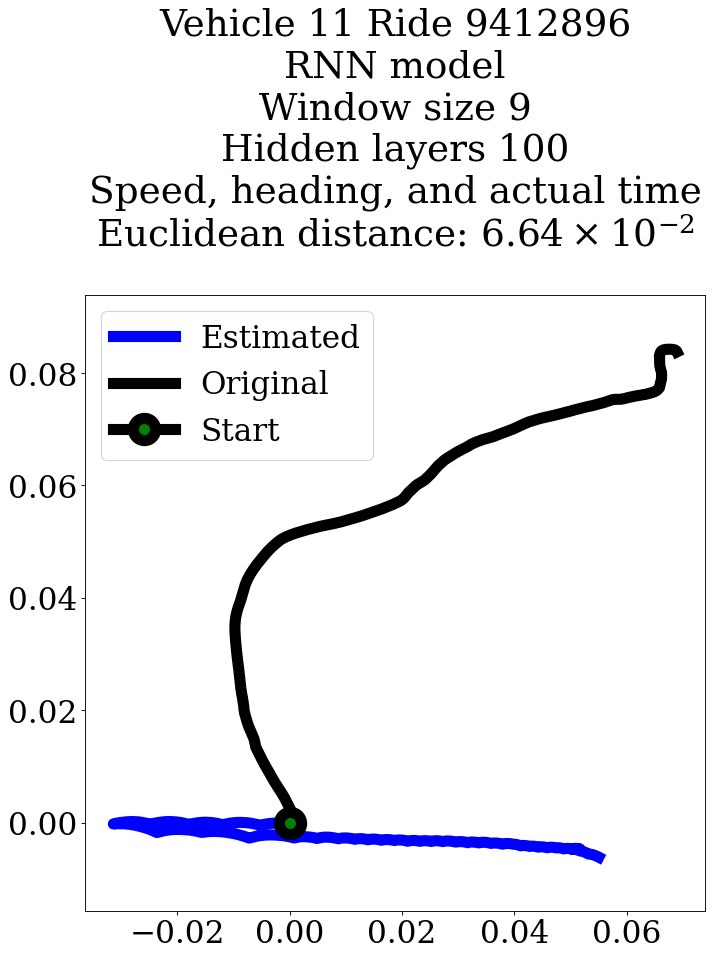 Vehicle 11 Ride 9412896
RNN model
Window size 9
Hidden layers 100
Speed, heading, and actual time
Euclidean distance: 6.64 × 10⁻²
Estimated
Original
Start
0.08
0.06
0.04
0.02
0.00
−0.02 0.00 0.02 0.04 0.06